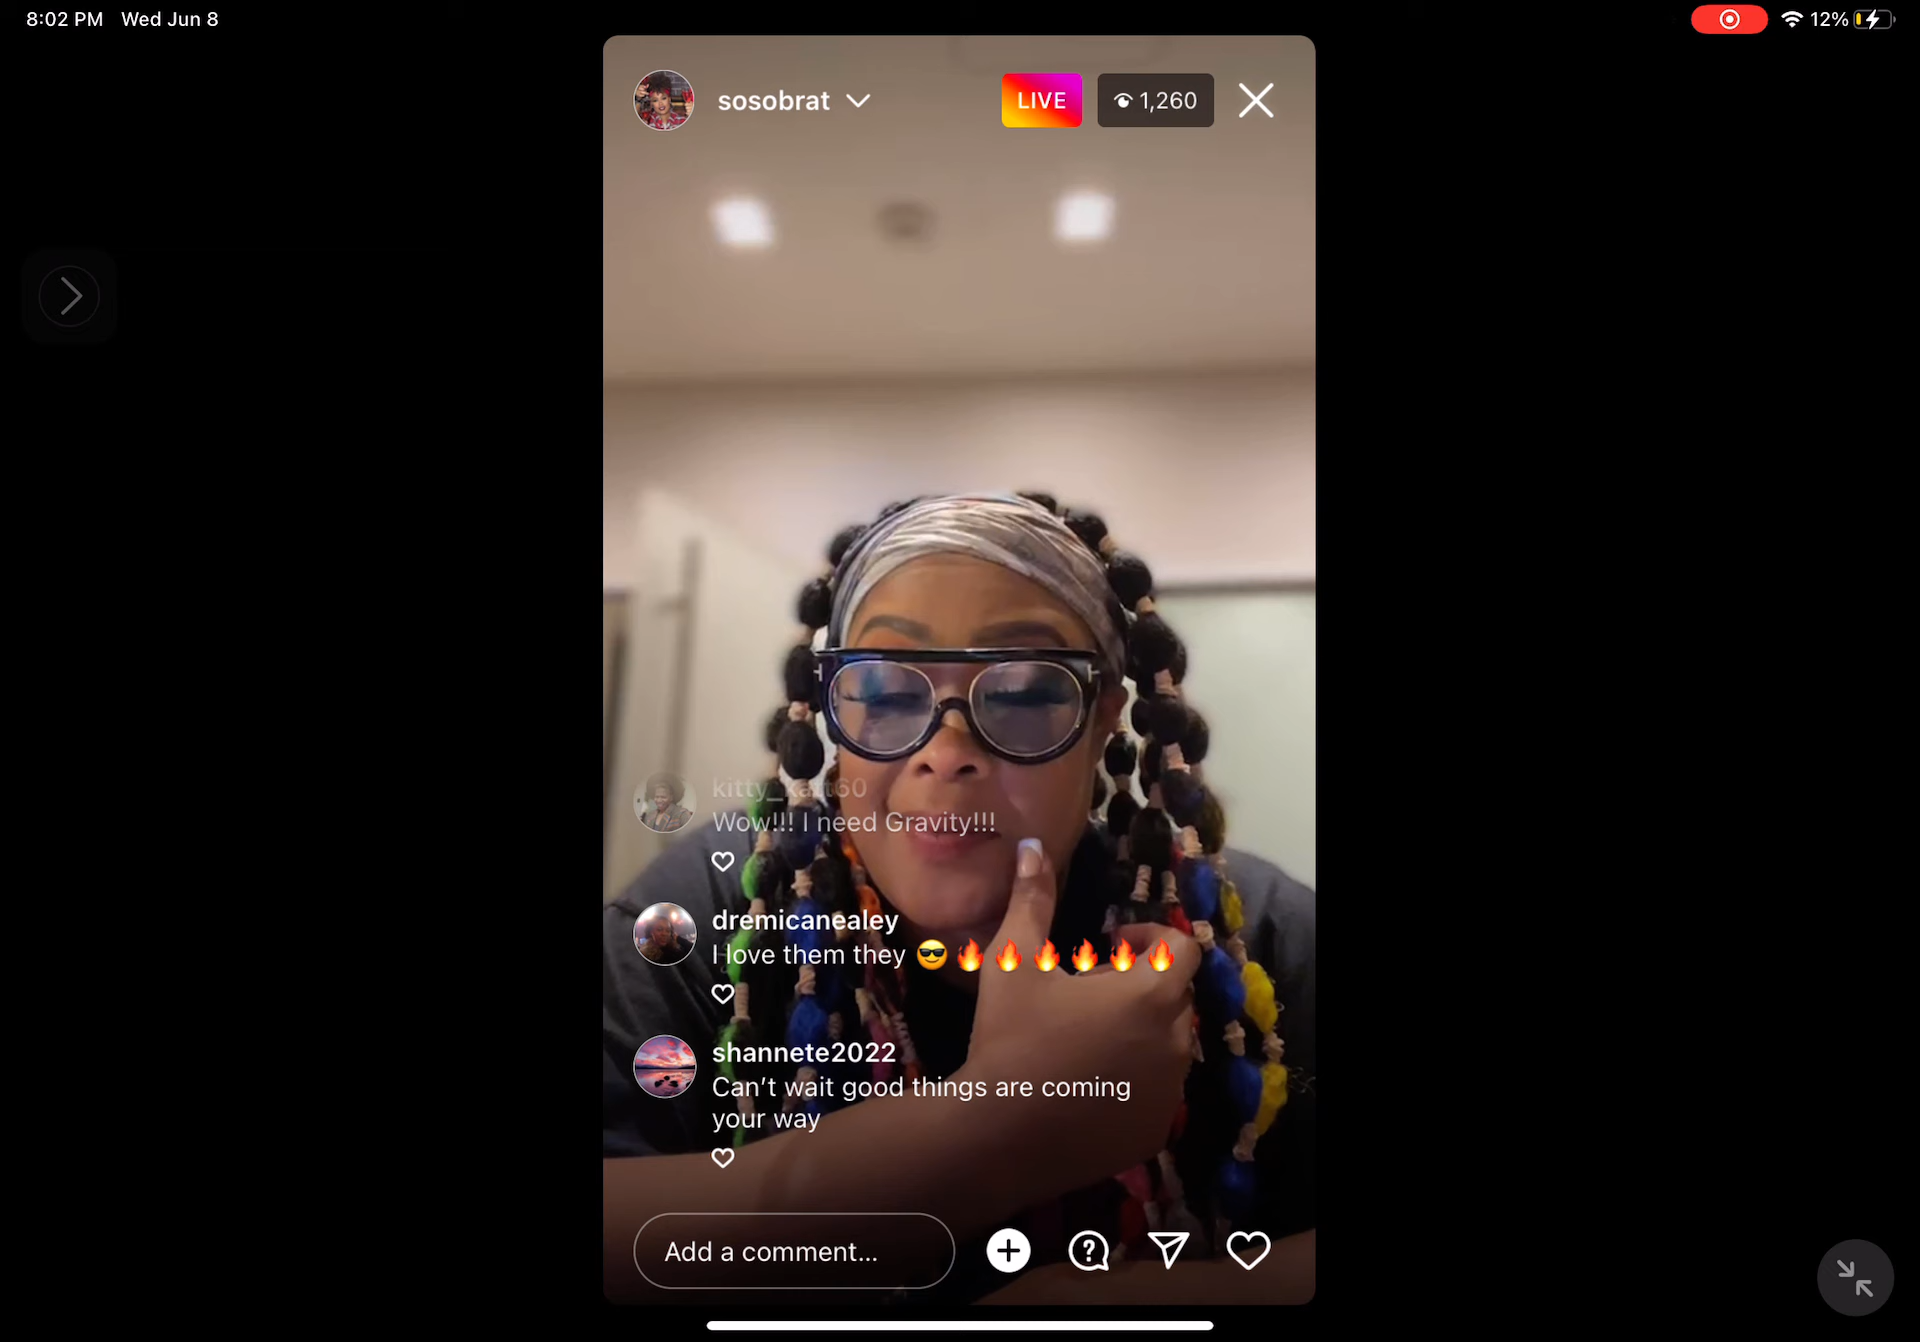 8:02 PM Wed Jun 8
12%
sosobrat
LIVE
1,260
kitty_katt60
Wow!!! I need Gravity!!!
dremicanealey
I love them they 😎🔥🔥🔥🔥🔥🔥
shannete2022
Can't wait good things are coming
your way
Add a comment...